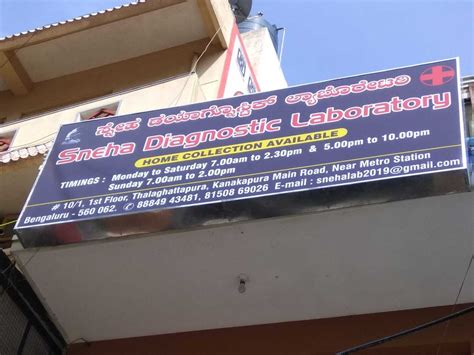 ಸ್ನೇಹ ಡಯಾಗ್ನೋಸ್ಟಿಕ್ ಲ್ಯಾಬೋರೇಟರಿ
Sneha Diagnostic Laboratory
HOME COLLECTION AVAILABLE
TIMINGS : Monday to Saturday 7.00am to 2.30pm & 5.00pm to 10.00pm
Sunday 7.00am to 2.00pm
# 10/1, 1st Floor, Thalaghattapura, Kanakapura Main Road, Near Metro Station
Bengaluru - 560 062. ✆ 88849 43481, 81508 69026 E-mail : snehalab2019@gmail.com